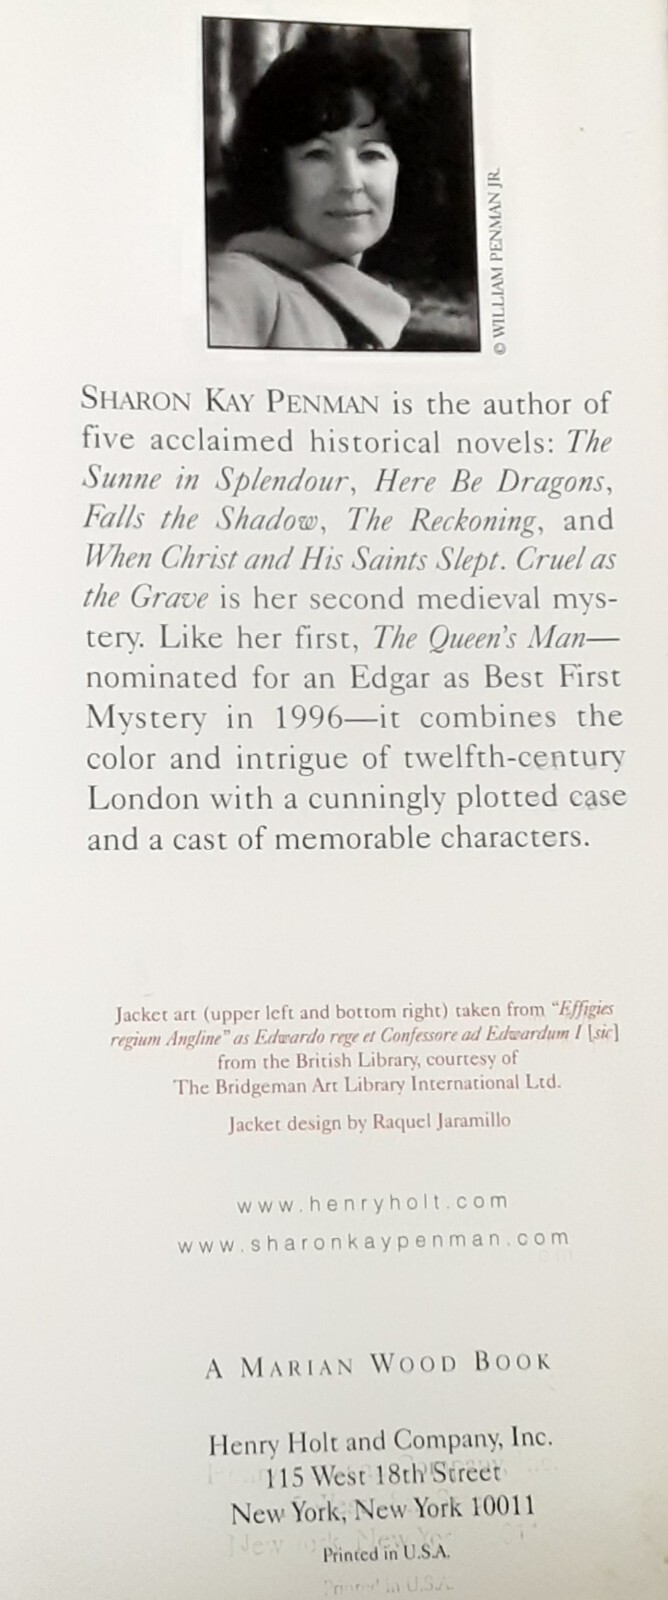 © WILLIAM PENMAN JR.
SHARON KAY PENMAN is the author of
five acclaimed historical novels: The
Sunne in Splendour, Here Be Dragons,
Falls the Shadow, The Reckoning, and
When Christ and His Saints Slept. Cruel as
the Grave is her second medieval mys-
tery. Like her first, The Queen's Man—
nominated for an Edgar as Best First
Mystery in 1996—it combines the
color and intrigue of twelfth-century
London with a cunningly plotted case
and a cast of memorable characters.
Jacket art (upper left and bottom right) taken from "Effigies
regium Angline" as Edwardo rege et Confessore ad Edwardum I [sic]
from the British Library, courtesy of
The Bridgeman Art Library International Ltd.
Jacket design by Raquel Jaramillo
www.henryholt.com
www.sharonkaypenman.com
A MARIAN WOOD BOOK
Henry Holt and Company, Inc.
115 West 18th Street
New York, New York 10011
Printed in U.S.A.